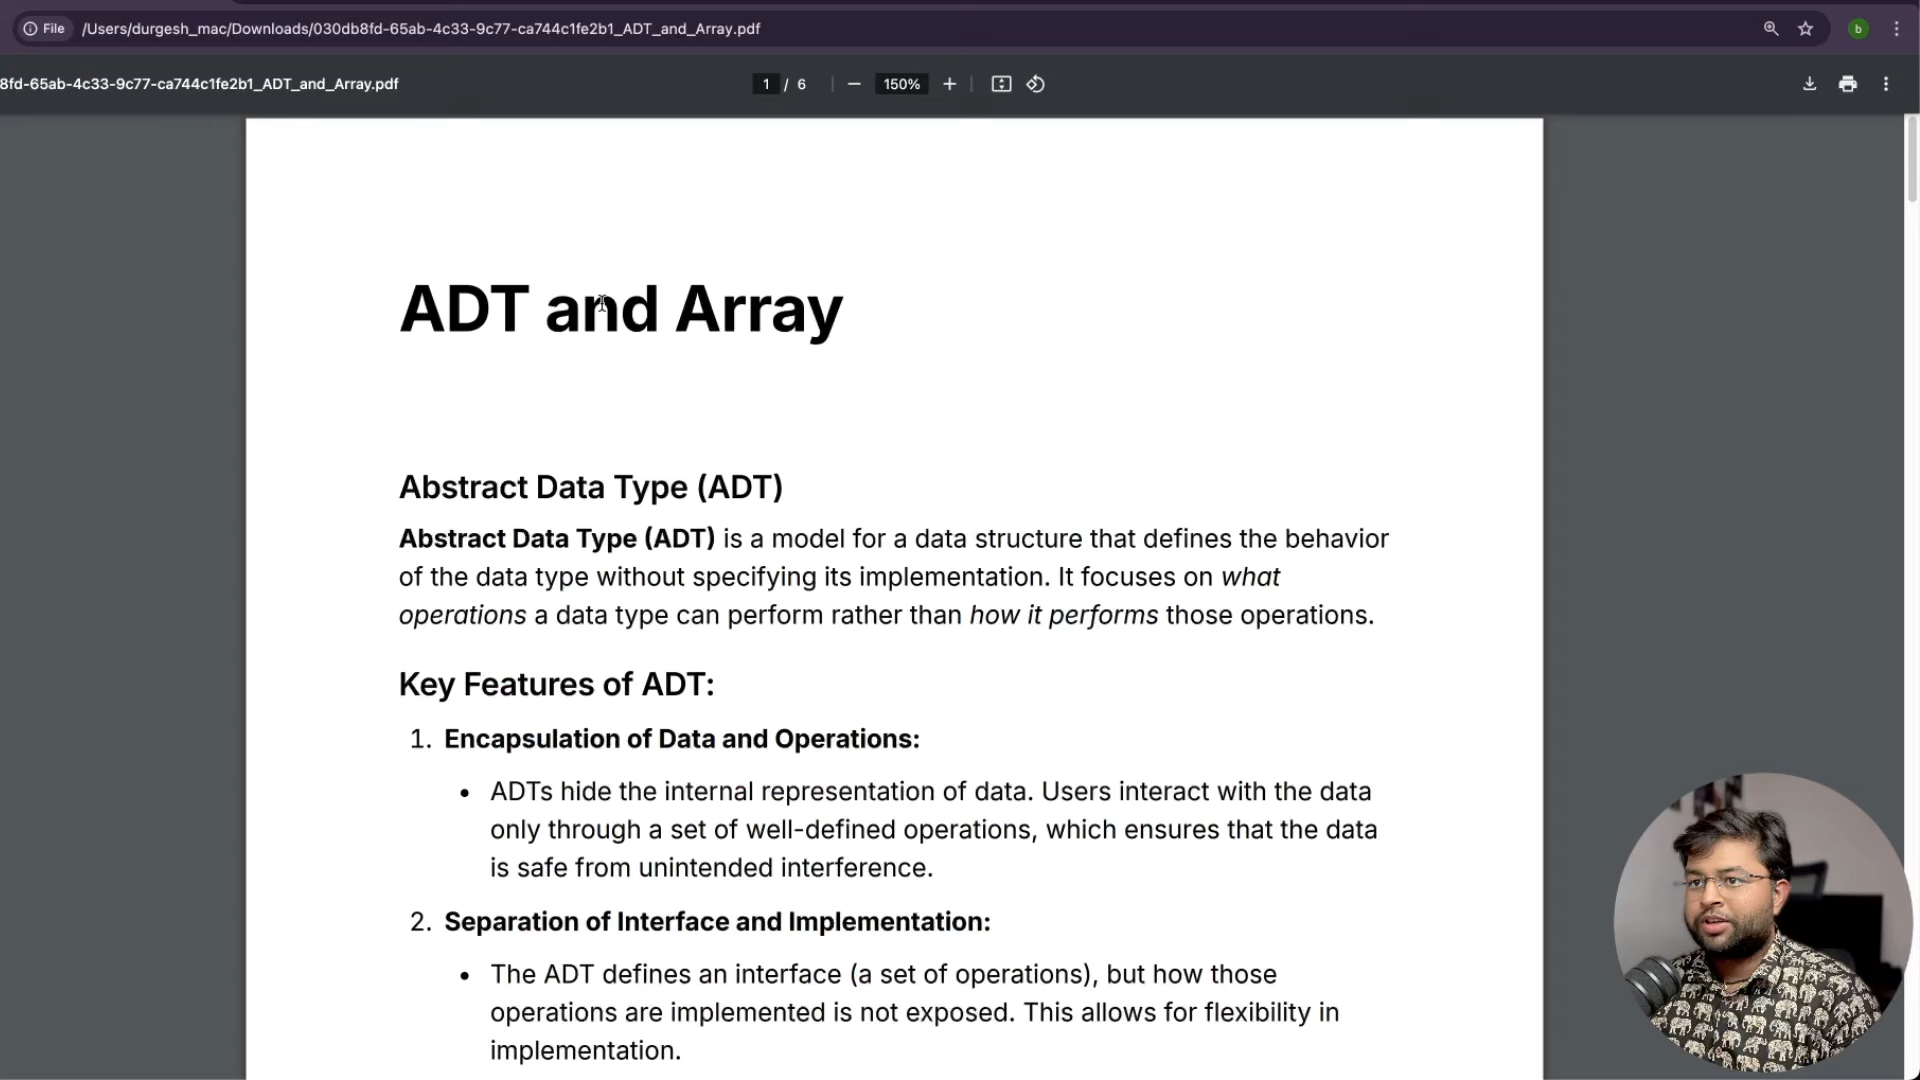 File /Users/durgesh_mac/Downloads/030db8fd-65ab-4c33-9c77-ca744c1fe2b1_ADT_and_Array.pdf b
8fd-65ab-4c33-9c77-ca744c1fe2b1_ADT_and_Array.pdf 1 / 6 150%
ADT and Array
Abstract Data Type (ADT)
Abstract Data Type (ADT) is a model for a data structure that defines the behavior
of the data type without specifying its implementation. It focuses on what
operations a data type can perform rather than how it performs those operations.
Key Features of ADT:
1. Encapsulation of Data and Operations:
• ADTs hide the internal representation of data. Users interact with the data
only through a set of well-defined operations, which ensures that the data
is safe from unintended interference.
2. Separation of Interface and Implementation:
• The ADT defines an interface (a set of operations), but how those
operations are implemented is not exposed. This allows for flexibility in
implementation.